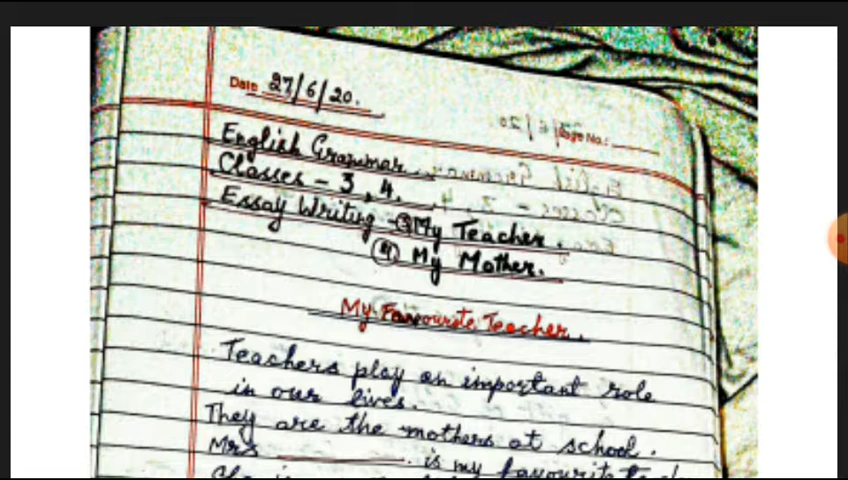 Date 27/6/20.
Page No.:
English Grammar
Classes - 3, 4.
Essay Writing - ③ My Teacher.
④ My Mother.
My Favourite Teacher.
Teachers play an important role
in our lives.
They are the mothers at school.
Mrs ________ is my favourite